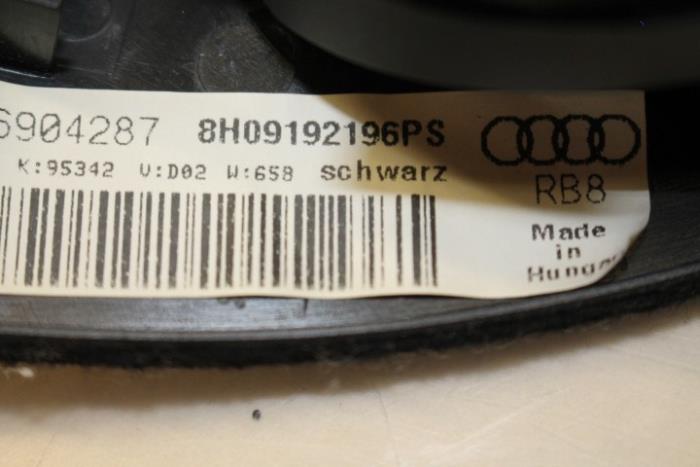 6904287 8H09192196PS
K:95342 V:D02 W:658 schwarz
RB8
Made
in
Hungar